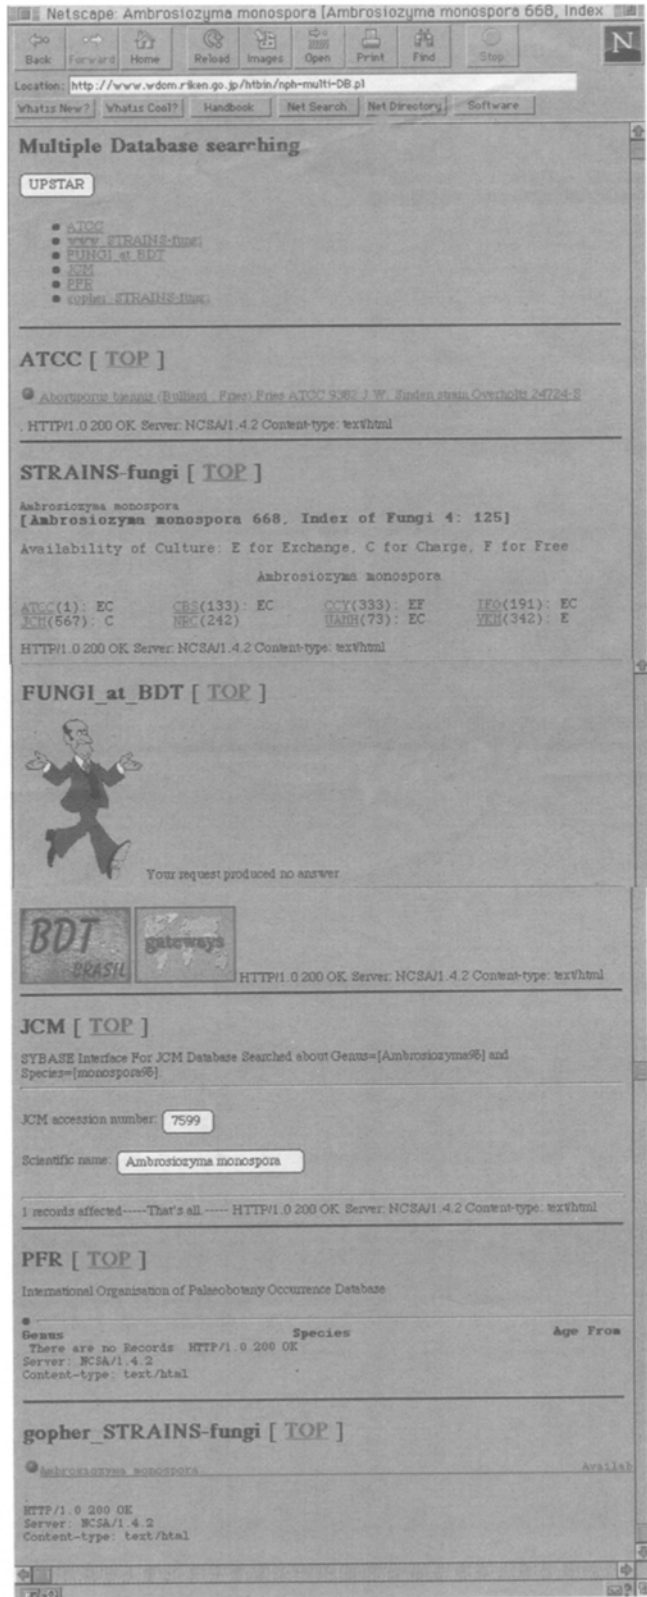 Netscape: Ambrosiozyma monospora [Ambrosiozyma monospora 668, Index
Back Forward Home Reload Images Open Print Find Stop
N
Location: http://www.wdcm.riken.go.jp/htbin/nph-multi-DB.pl
What's New? What's Cool? Handbook Net Search Net Directory Software
Multiple Database searching
UPSTAR
ATCC
www_STRAINS-fungi
FUNGI_at_BDT
JCM
PFR
gopher_STRAINS-fungi
ATCC [ TOP ]
Abortiporus biennis (Bulliard : Fries) Fries ATCC 9382 J.W. Sinden strain Overholts 24724-S
. HTTP/1.0 200 OK Server: NCSA/1.4.2 Content-type: text/html
STRAINS-fungi [ TOP ]
Ambrosiozyma monospora
[Ambrosiozyma monospora 668, Index of Fungi 4: 125]
Availability of Culture: E for Exchange, C for Charge, F for Free
Ambrosiozyma monospora
ATCC(1): EC CBS(133): EC CCY(333): EF IFO(191): EC
JCM(567): C NRC(242) UAMH(73): EC VKM(342): E
HTTP/1.0 200 OK Server: NCSA/1.4.2 Content-type: text/html
FUNGI_at_BDT [ TOP ]
Your request produced no answer
BDT BRASIL gateways HTTP/1.0 200 OK Server: NCSA/1.4.2 Content-type: text/html
JCM [ TOP ]
SYBASE Interface For JCM Database Searched about Genus=[Ambrosiozyma%] and
Species=[monospora%].
JCM accession number: 7599
Scientific name: Ambrosiozyma monospora
1 records affected-----That's all.----- HTTP/1.0 200 OK Server: NCSA/1.4.2 Content-type: text/html
PFR [ TOP ]
International Organisation of Palaeobotany Occurrence Database
Genus Species Age From
There are no Records HTTP/1.0 200 OK
Server: NCSA/1.4.2
Content-type: text/html
gopher_STRAINS-fungi [ TOP ]
Ambrosiozyma monospora Availab
HTTP/1.0 200 OK
Server: NCSA/1.4.2
Content-type: text/html